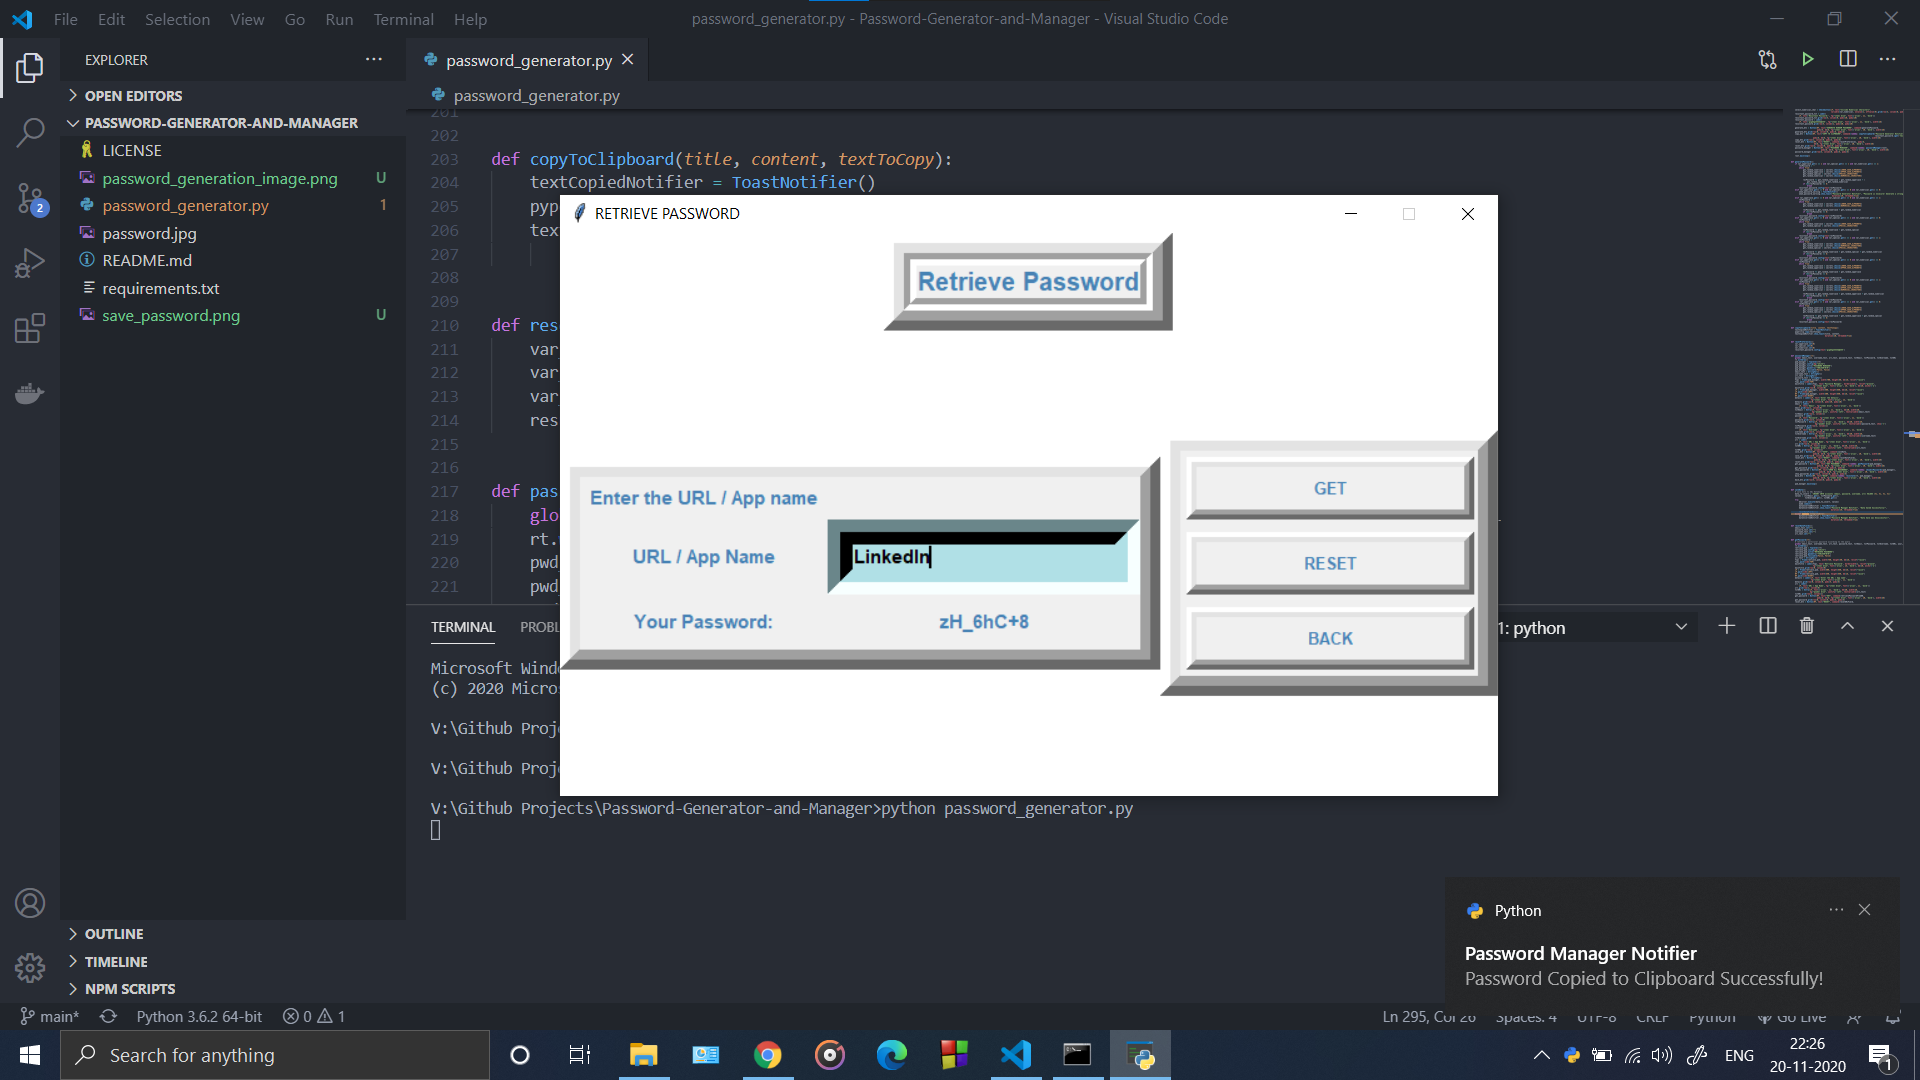 File Edit Selection View Go Run Terminal Help
password_generator.py - Password-Generator-and-Manager - Visual Studio Code
EXPLORER
OPEN EDITORS
PASSWORD-GENERATOR-AND-MANAGER
LICENSE
password_generation_image.png U
password_generator.py 1
password.jpg
README.md
requirements.txt
save_password.png U
2
OUTLINE
TIMELINE
NPM SCRIPTS
password_generator.py
password_generator.py
201
202
203 def copyToClipboard(title, content, textToCopy):
204 textCopiedNotifier = ToastNotifier()
205 pyp
206 tex
207
208
209
210 def res
211 var_
212 var_
213 var_
214 res
215
216
217 def pas
218 glo
219 rt.
220 pwd_
221 pwd_
RETRIEVE PASSWORD
Retrieve Password
Enter the URL / App name
URL / App Name LinkedIn
Your Password: zH_6hC+8
GET
RESET
BACK
TERMINAL PROBL
1: python
Microsoft Wind
(c) 2020 Micro
V:\Github Proj
V:\Github Proj
V:\Github Projects\Password-Generator-and-Manager>python password_generator.py
Python
Password Manager Notifier
Password Copied to Clipboard Successfully!
main* Python 3.6.2 64-bit 0 1
Ln 295, Col 26 Spaces: 4 UTF-8 CRLF Python Go Live
Search for anything
ENG
22:26
20-11-2020
1